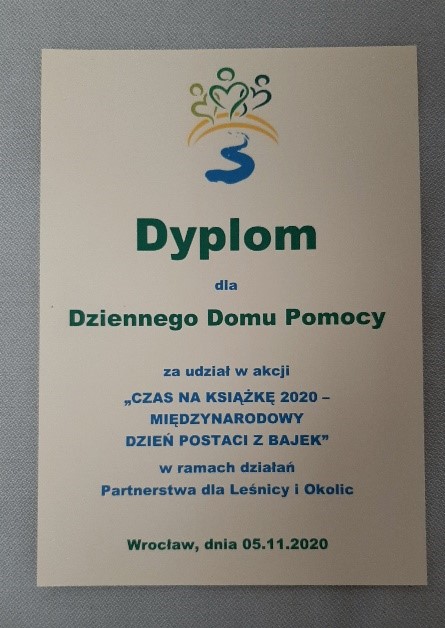 Dyplom
dla
Dziennego Domu Pomocy
za udział w akcji
„CZAS NA KSIĄŻKĘ 2020 –
MIĘDZYNARODOWY
DZIEŃ POSTACI Z BAJEK”
w ramach działań
Partnerstwa dla Leśnicy i Okolic
Wrocław, dnia 05.11.2020